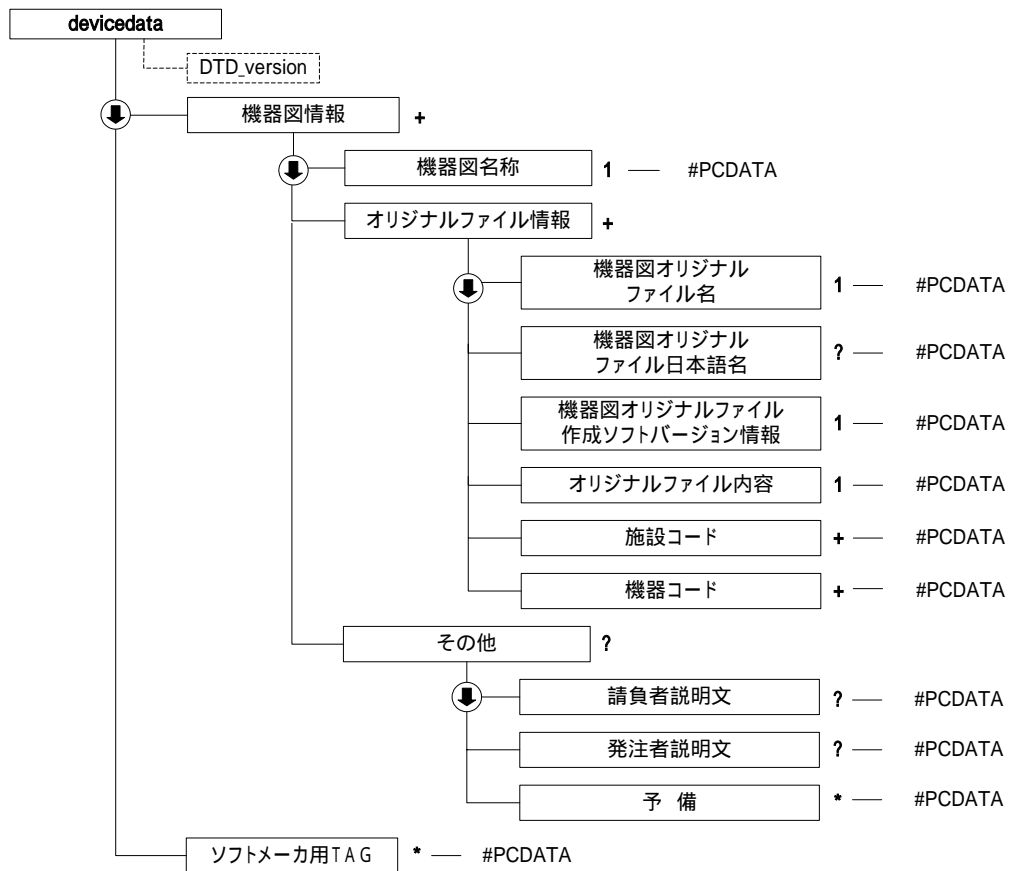 devicedata
DTD_version
機器図情報 +
機器図名称 1 #PCDATA
オリジナルファイル情報 +
機器図オリジナル
ファイル名 1 #PCDATA
機器図オリジナル
ファイル日本語名 ? #PCDATA
機器図オリジナルファイル
作成ソフトバージョン情報 1 #PCDATA
オリジナルファイル内容 1 #PCDATA
施設コード + #PCDATA
機器コード + #PCDATA
その他 ?
請負者説明文 ? #PCDATA
発注者説明文 ? #PCDATA
予 備 * #PCDATA
ソフトメーカ用TAG * #PCDATA